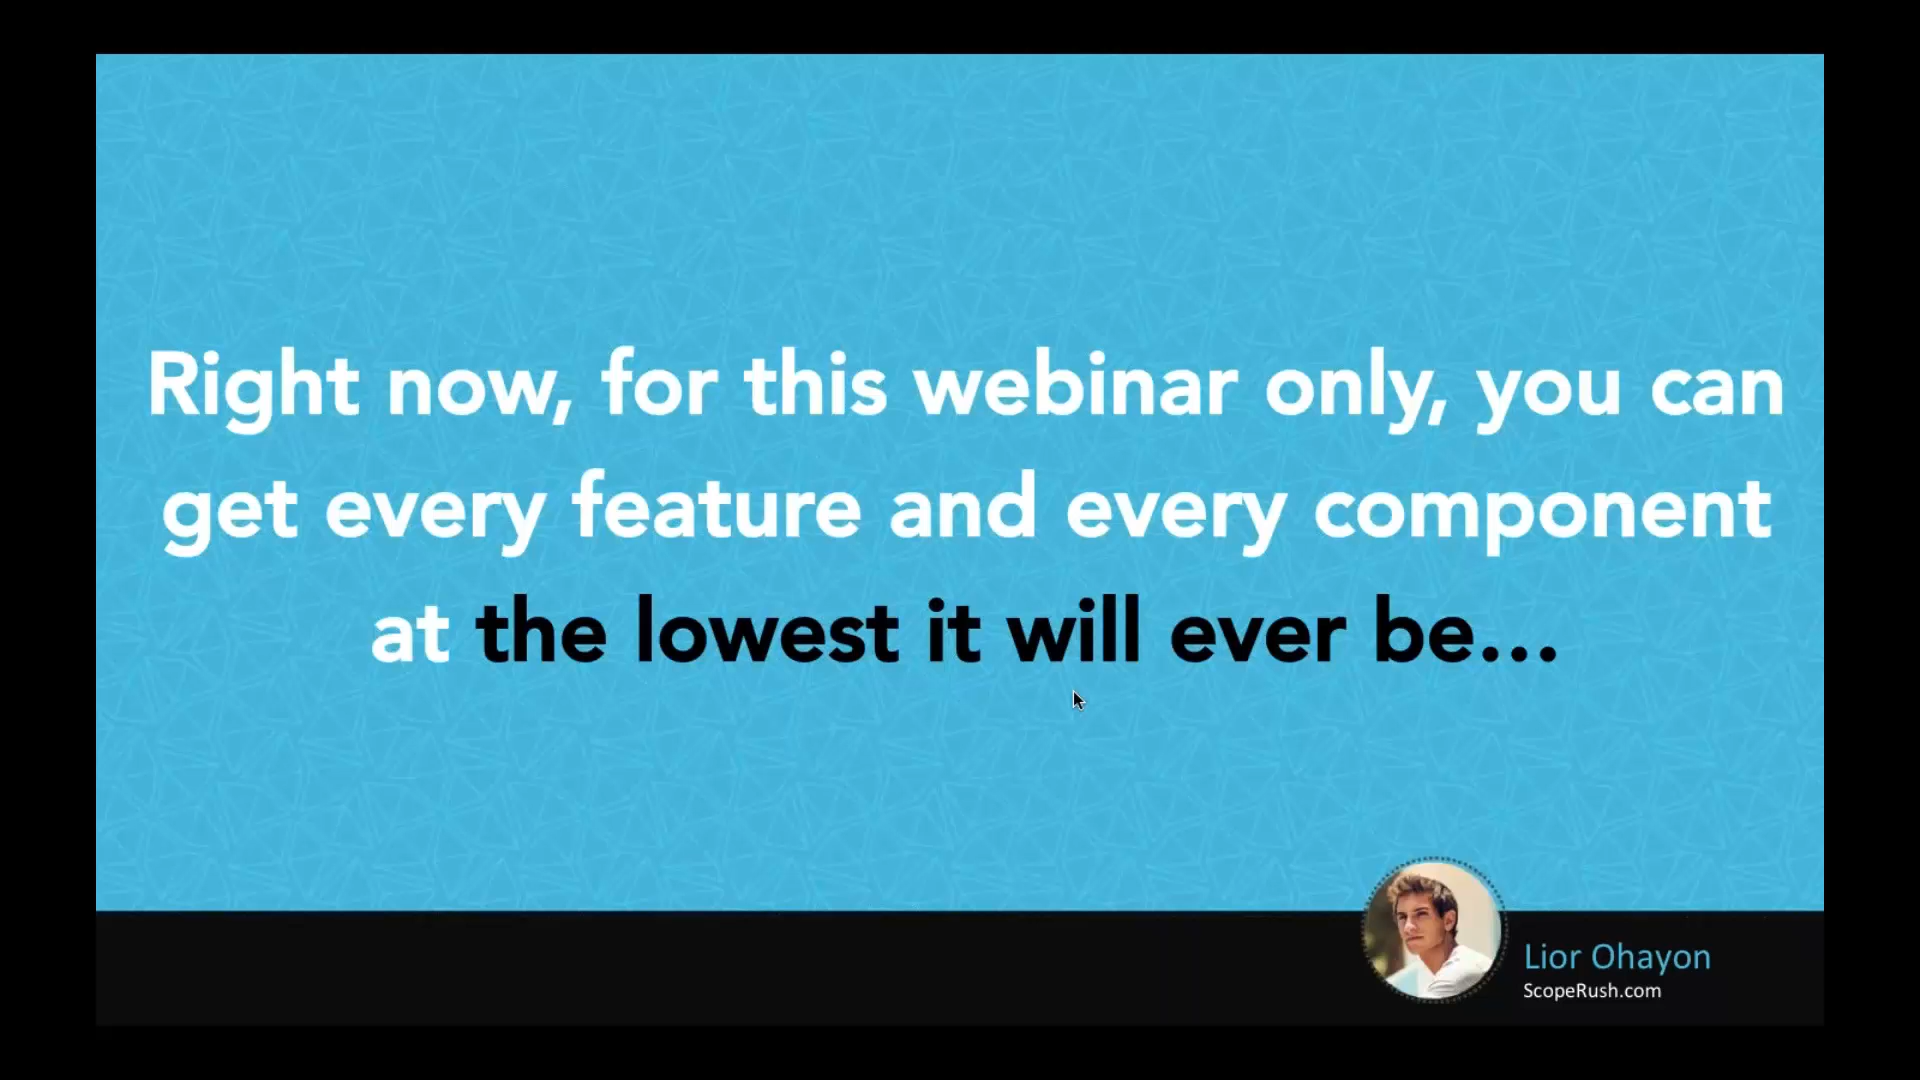 Right now, for this webinar only, you can
get every feature and every component
at the lowest it will ever be...
Lior Ohayon
ScopeRush.com